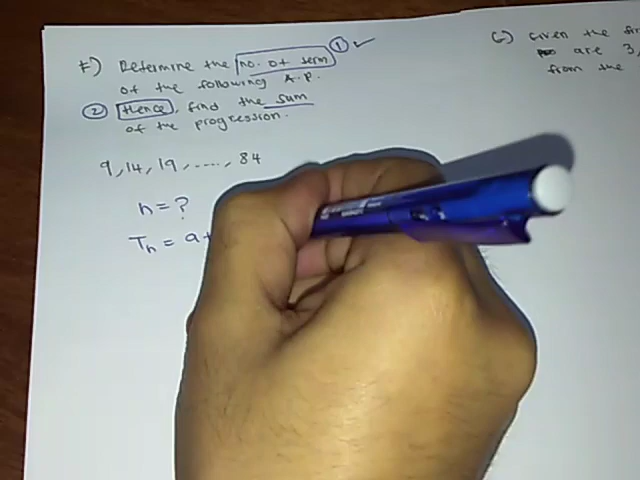 F) Determine the no. of term ① ✓
of the following A.P.
② Hence, find the sum
of the progression.
9, 14, 19, ....., 84
n = ?
Tn = a+
G) Given the
are 3,
from the